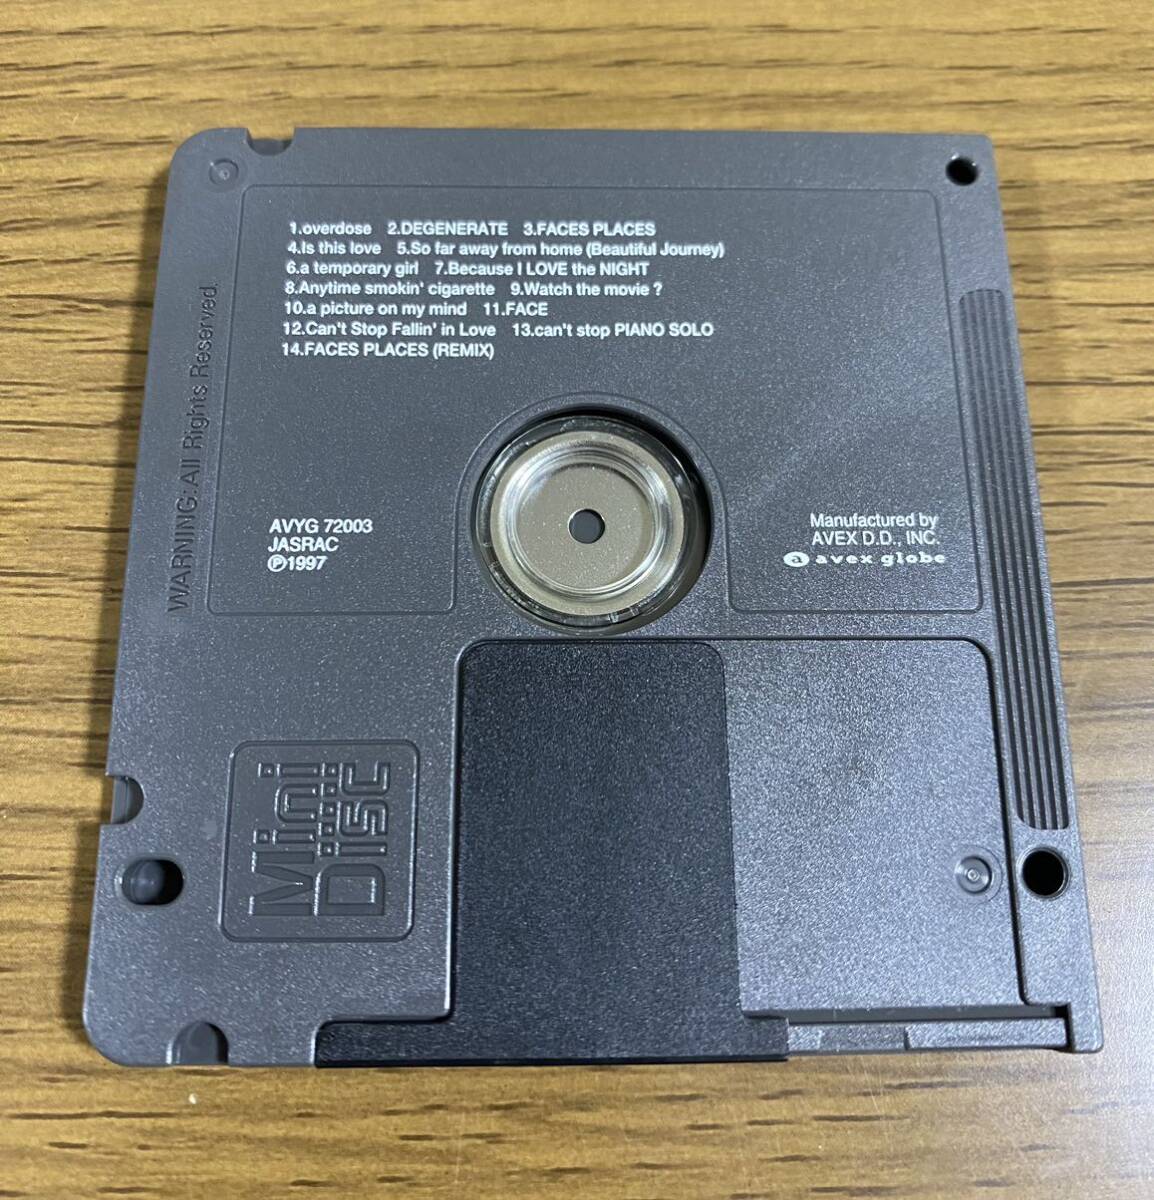 1.overdose 2.DEGENERATE 3.FACES PLACES
4.Is this love 5.So far away from home (Beautiful Journey)
6.a temporary girl 7.Because I LOVE the NIGHT
8.Anytime smokin' cigarette 9.Watch the movie ?
10.a picture on my mind 11.FACE
12.Can't Stop Fallin' in Love 13.can't stop PIANO SOLO
14.FACES PLACES (REMIX)
WARNING: All Rights Reserved.
AVYG 72003
JASRAC
Ⓟ1997
Manufactured by
AVEX D.D., INC.
a avex globe
Mini
Disc